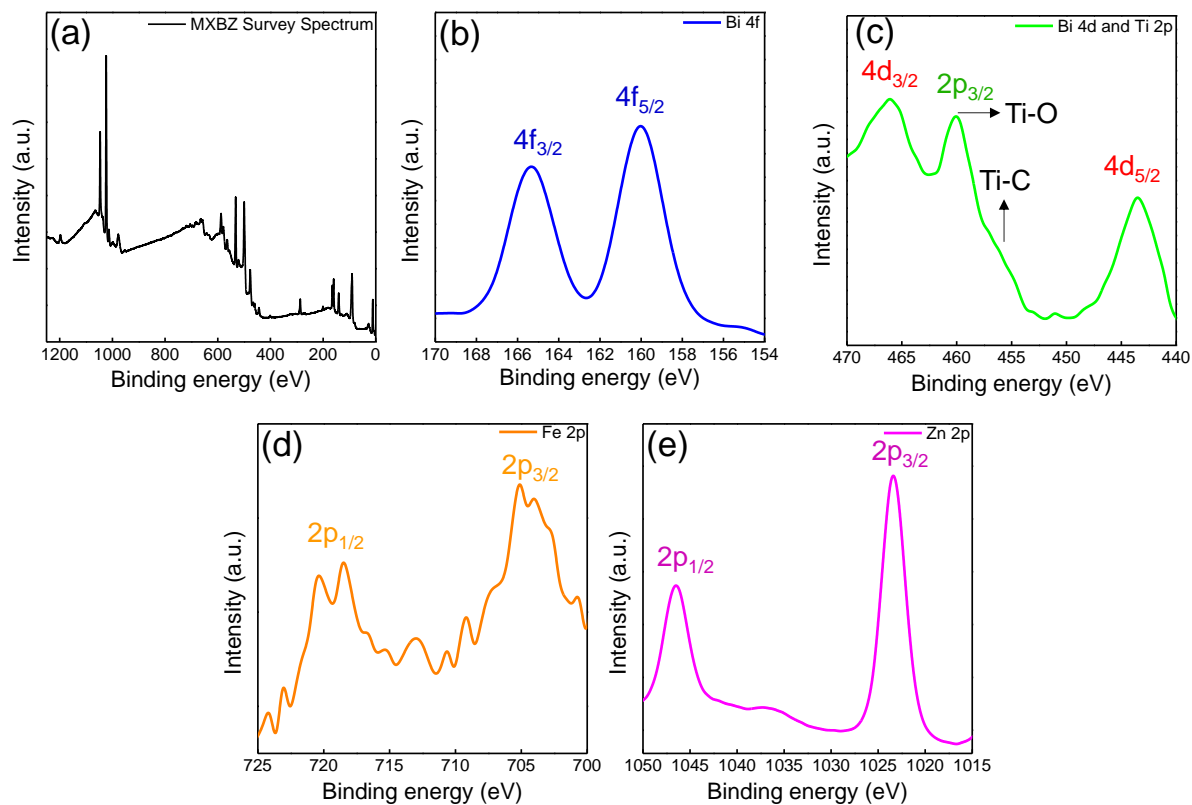 (a)
MXBZ Survey Spectrum
Intensity (a.u.)
1200 1000 800 600 400 200 0
Binding energy (eV)
(b)
Bi 4f
4f3/2
4f5/2
Intensity (a.u.)
170 168 166 164 162 160 158 156 154
Binding energy (eV)
(c)
Bi 4d and Ti 2p
4d3/2
2p3/2
Ti-O
Ti-C
4d5/2
Intensity (a.u.)
470 465 460 455 450 445 440
Binding energy (eV)
(d)
Fe 2p
2p1/2
2p3/2
Intensity (a.u.)
725 720 715 710 705 700
Binding energy (eV)
(e)
Zn 2p
2p1/2
2p3/2
Intensity (a.u.)
1050 1045 1040 1035 1030 1025 1020 1015
Binding energy (eV)